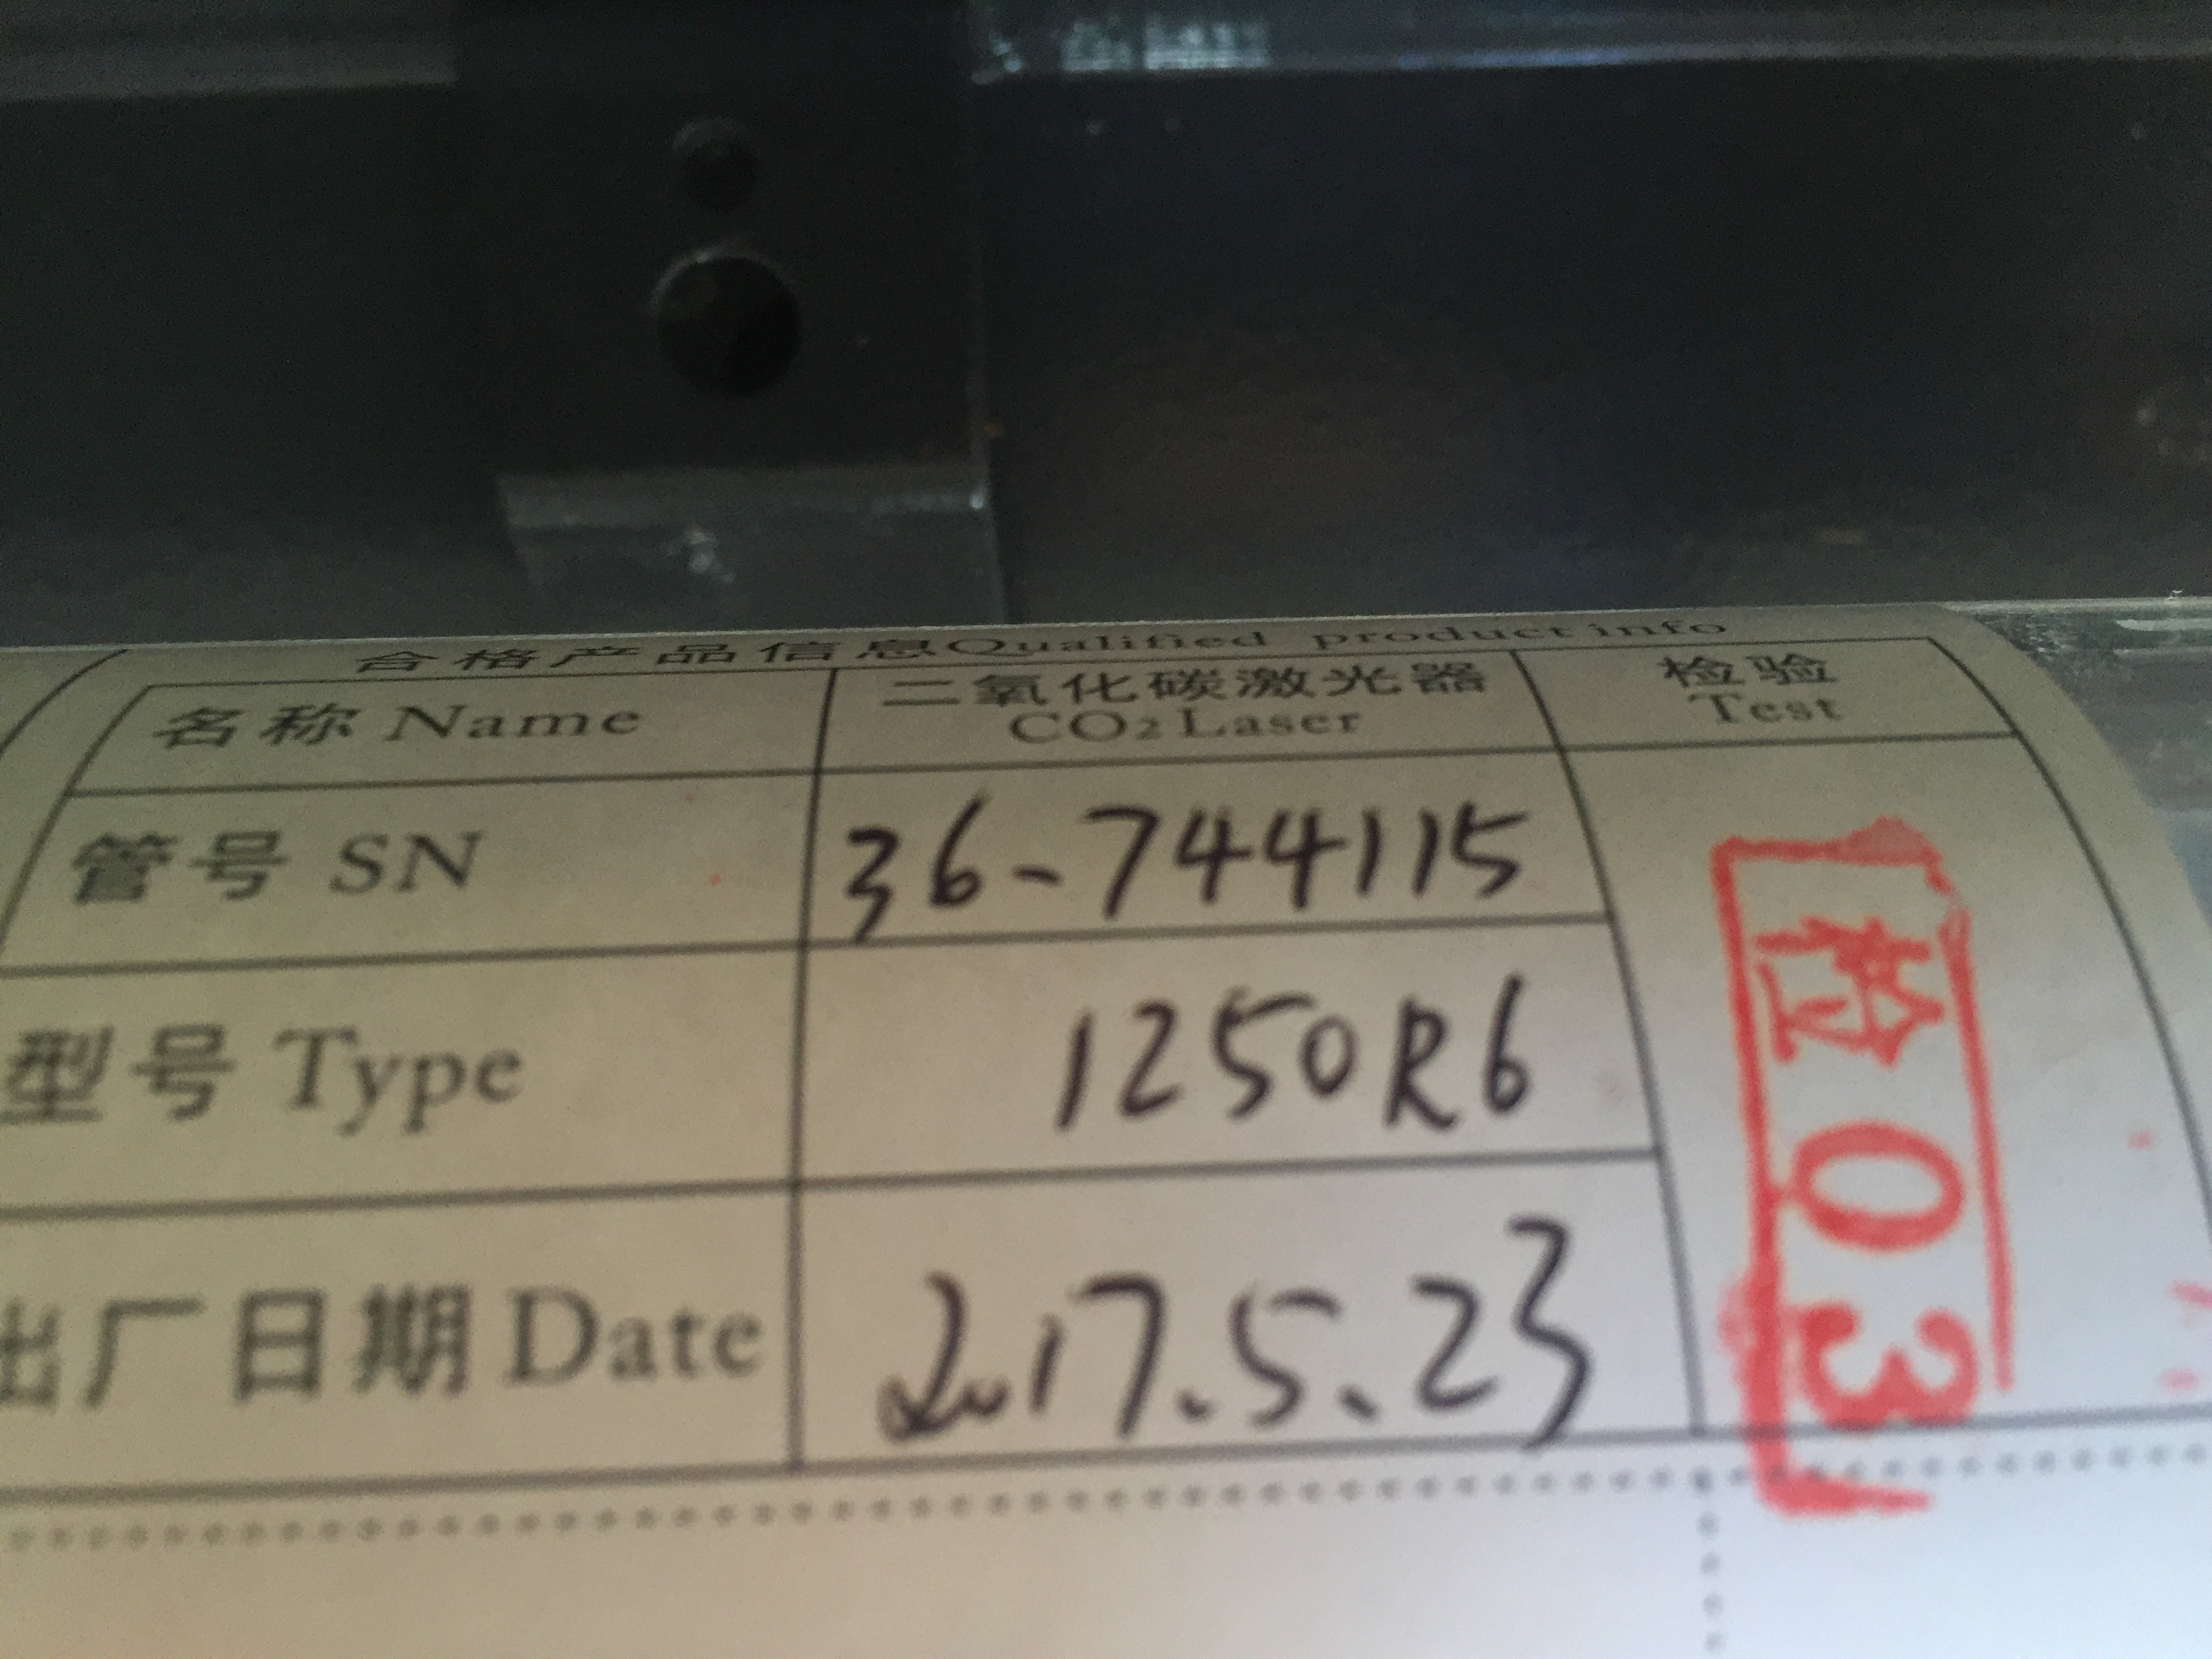 合格产品信息Qualified product info
名称 Name
二氧化碳激光器
CO2 Laser
检验
Test
管号 SN
36-744115
型号 Type
1250R6
出厂日期 Date
2017.5.23
检03